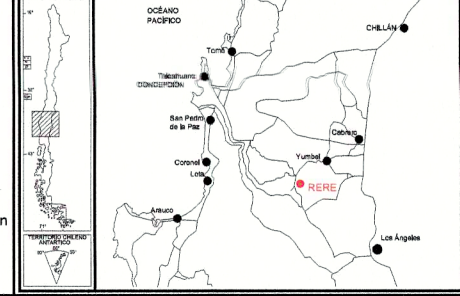 OCÉANO
PACÍFICO
CHILLÁN
Tomé
Talcahuano
CONCEPCIÓN
San Pedro
de la Paz
Cabrero
Yumbel
Coronel
Lota
RERE
Arauco
Los Ángeles
TERRITORIO CHILENO
ANTÁRTICO
n